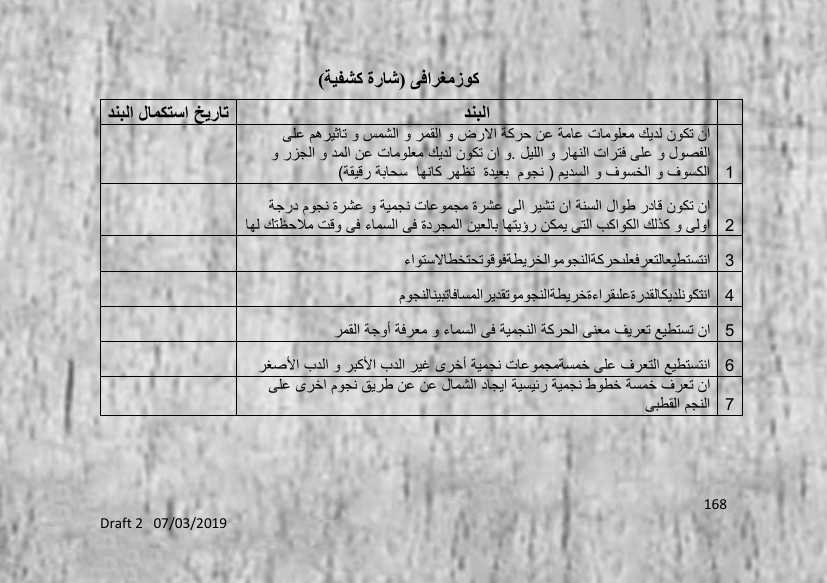 كوزمغرافى (شارة كشفية)
البند	تاريخ استكمال البند
1	ان تكون لديك معلومات عامة عن حركة الارض و القمر و الشمس و تاثيرهم على
الفصول و على فترات النهار و الليل .و ان تكون لديك معلومات عن المد و الجزر و
الكسوف و الخسوف و السديم ( نجوم بعيدة تظهر كانها سحابة رقيقة)
2	ان تكون قادر طوال السنة ان تشير الى عشرة مجموعات نجمية و عشرة نجوم درجة
اولى و كذلك الكواكب التى يمكن رؤيتها بالعين المجردة فى السماء فى وقت ملاحظتك لها
3	انتستطيعالتعرفعلىحركةالنجوموالخريطةفوقوتحتخطالاستواء
4	انتكونلديكالقدرةعلىقراءةخريطةالنجوموتقديرالمسافاتبينالنجوم
5	ان تستطيع تعريف معنى الحركة النجمية فى السماء و معرفة أوجة القمر
6	انتستطيع التعرف على خمسةمجموعات نجمية أخرى غير الدب الأكبر و الدب الأصغر
7	ان تعرف خمسة خطوط نجمية رئيسية ايجاد الشمال عن عن طريق نجوم اخرى على
النجم القطبى
168
Draft 2 07/03/2019